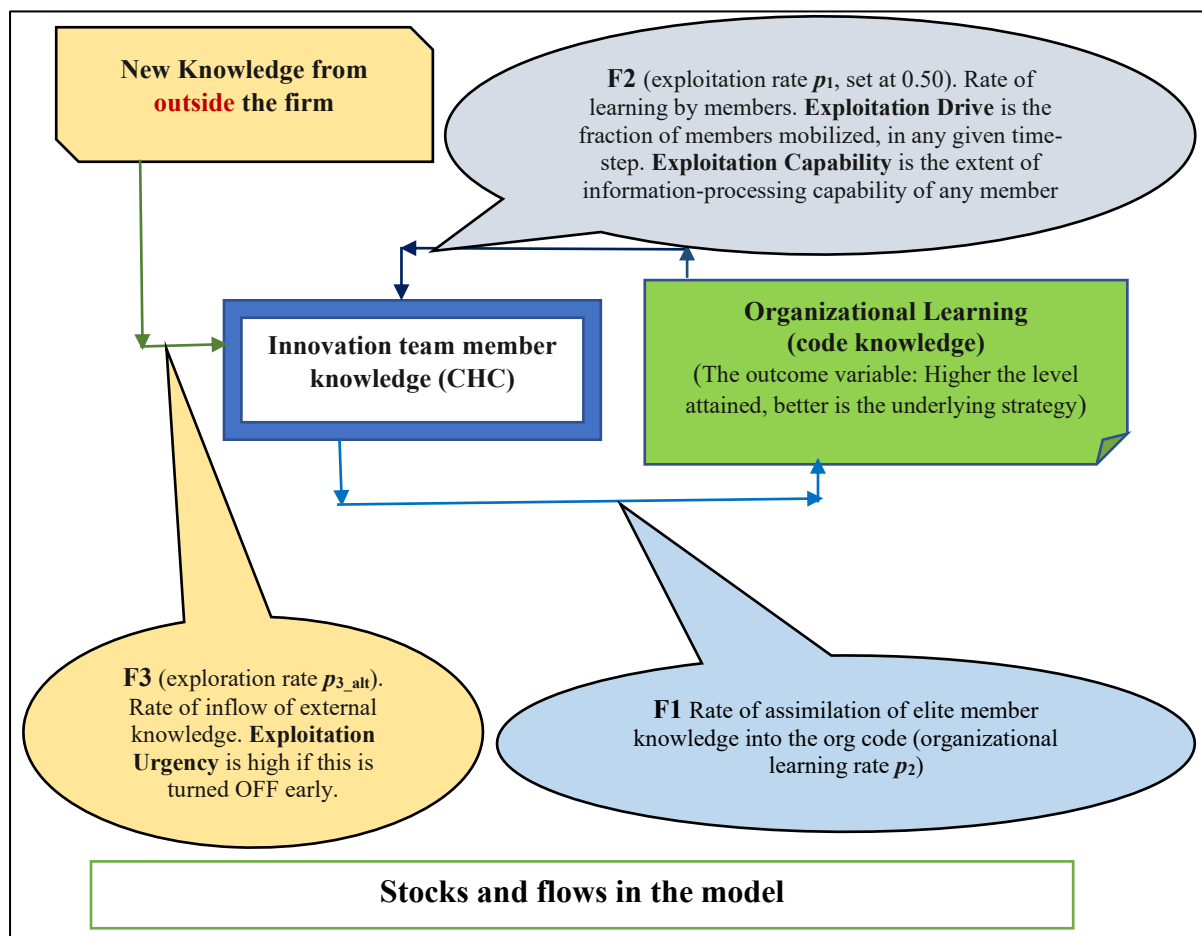 New Knowledge from
outside the firm
F2 (exploitation rate p1, set at 0.50). Rate of
learning by members. Exploitation Drive is the
fraction of members mobilized, in any given time-
step. Exploitation Capability is the extent of
information-processing capability of any member
Innovation team member
knowledge (CHC)
Organizational Learning
(code knowledge)
(The outcome variable: Higher the level
attained, better is the underlying strategy)
F3 (exploration rate p3_alt).
Rate of inflow of external
knowledge. Exploitation
Urgency is high if this is
turned OFF early.
F1 Rate of assimilation of elite member
knowledge into the org code (organizational
learning rate p2)
Stocks and flows in the model